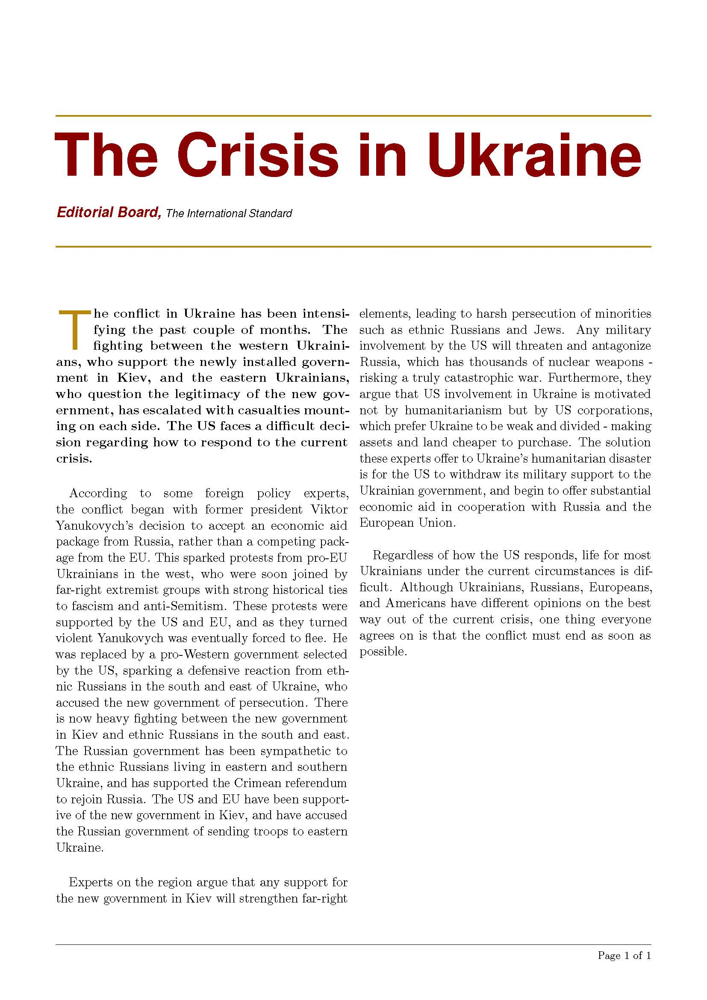 The Crisis in Ukraine
Editorial Board, The International Standard
The conflict in Ukraine has been intensi-
fying the past couple of months. The
fighting between the western Ukraini-
ans, who support the newly installed govern-
ment in Kiev, and the eastern Ukrainians,
who question the legitimacy of the new gov-
ernment, has escalated with casualties mount-
ing on each side. The US faces a difficult deci-
sion regarding how to respond to the current
crisis.
According to some foreign policy experts,
the conflict began with former president Viktor
Yanukovych's decision to accept an economic aid
package from Russia, rather than a competing pack-
age from the EU. This sparked protests from pro-EU
Ukrainians in the west, who were soon joined by
far-right extremist groups with strong historical ties
to fascism and anti-Semitism. These protests were
supported by the US and EU, and as they turned
violent Yanukovych was eventually forced to flee. He
was replaced by a pro-Western government selected
by the US, sparking a defensive reaction from eth-
nic Russians in the south and east of Ukraine, who
accused the new government of persecution. There
is now heavy fighting between the new government
in Kiev and ethnic Russians in the south and east.
The Russian government has been sympathetic to
the ethnic Russians living in eastern and southern
Ukraine, and has supported the Crimean referendum
to rejoin Russia. The US and EU have been support-
ive of the new government in Kiev, and have accused
the Russian government of sending troops to eastern
Ukraine.
Experts on the region argue that any support for
the new government in Kiev will strengthen far-right
elements, leading to harsh persecution of minorities
such as ethnic Russians and Jews. Any military
involvement by the US will threaten and antagonize
Russia, which has thousands of nuclear weapons -
risking a truly catastrophic war. Furthermore, they
argue that US involvement in Ukraine is motivated
not by humanitarianism but by US corporations,
which prefer Ukraine to be weak and divided - making
assets and land cheaper to purchase. The solution
these experts offer to Ukraine's humanitarian disaster
is for the US to withdraw its military support to the
Ukrainian government, and begin to offer substantial
economic aid in cooperation with Russia and the
European Union.
Regardless of how the US responds, life for most
Ukrainians under the current circumstances is dif-
ficult. Although Ukrainians, Russians, Europeans,
and Americans have different opinions on the best
way out of the current crisis, one thing everyone
agrees on is that the conflict must end as soon as
possible.
Page 1 of 1